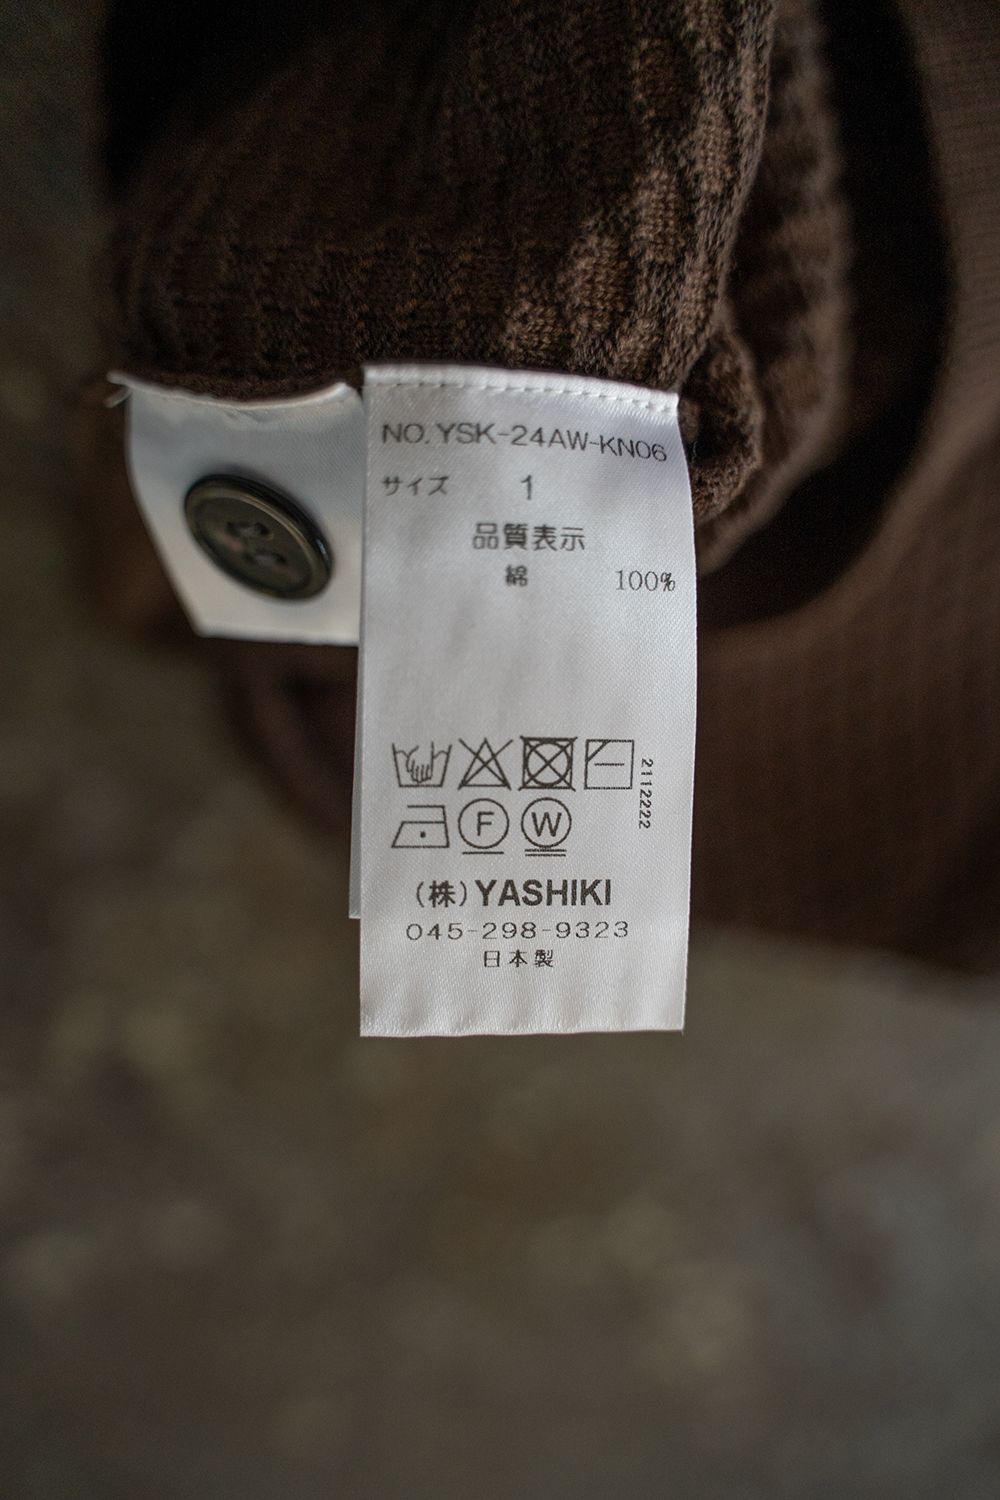 NO. YSK-24AW-KN06
サイズ 1
品質表示
綿 100%
2112222
F W
(株) YASHIKI
045-298-9323
日本製